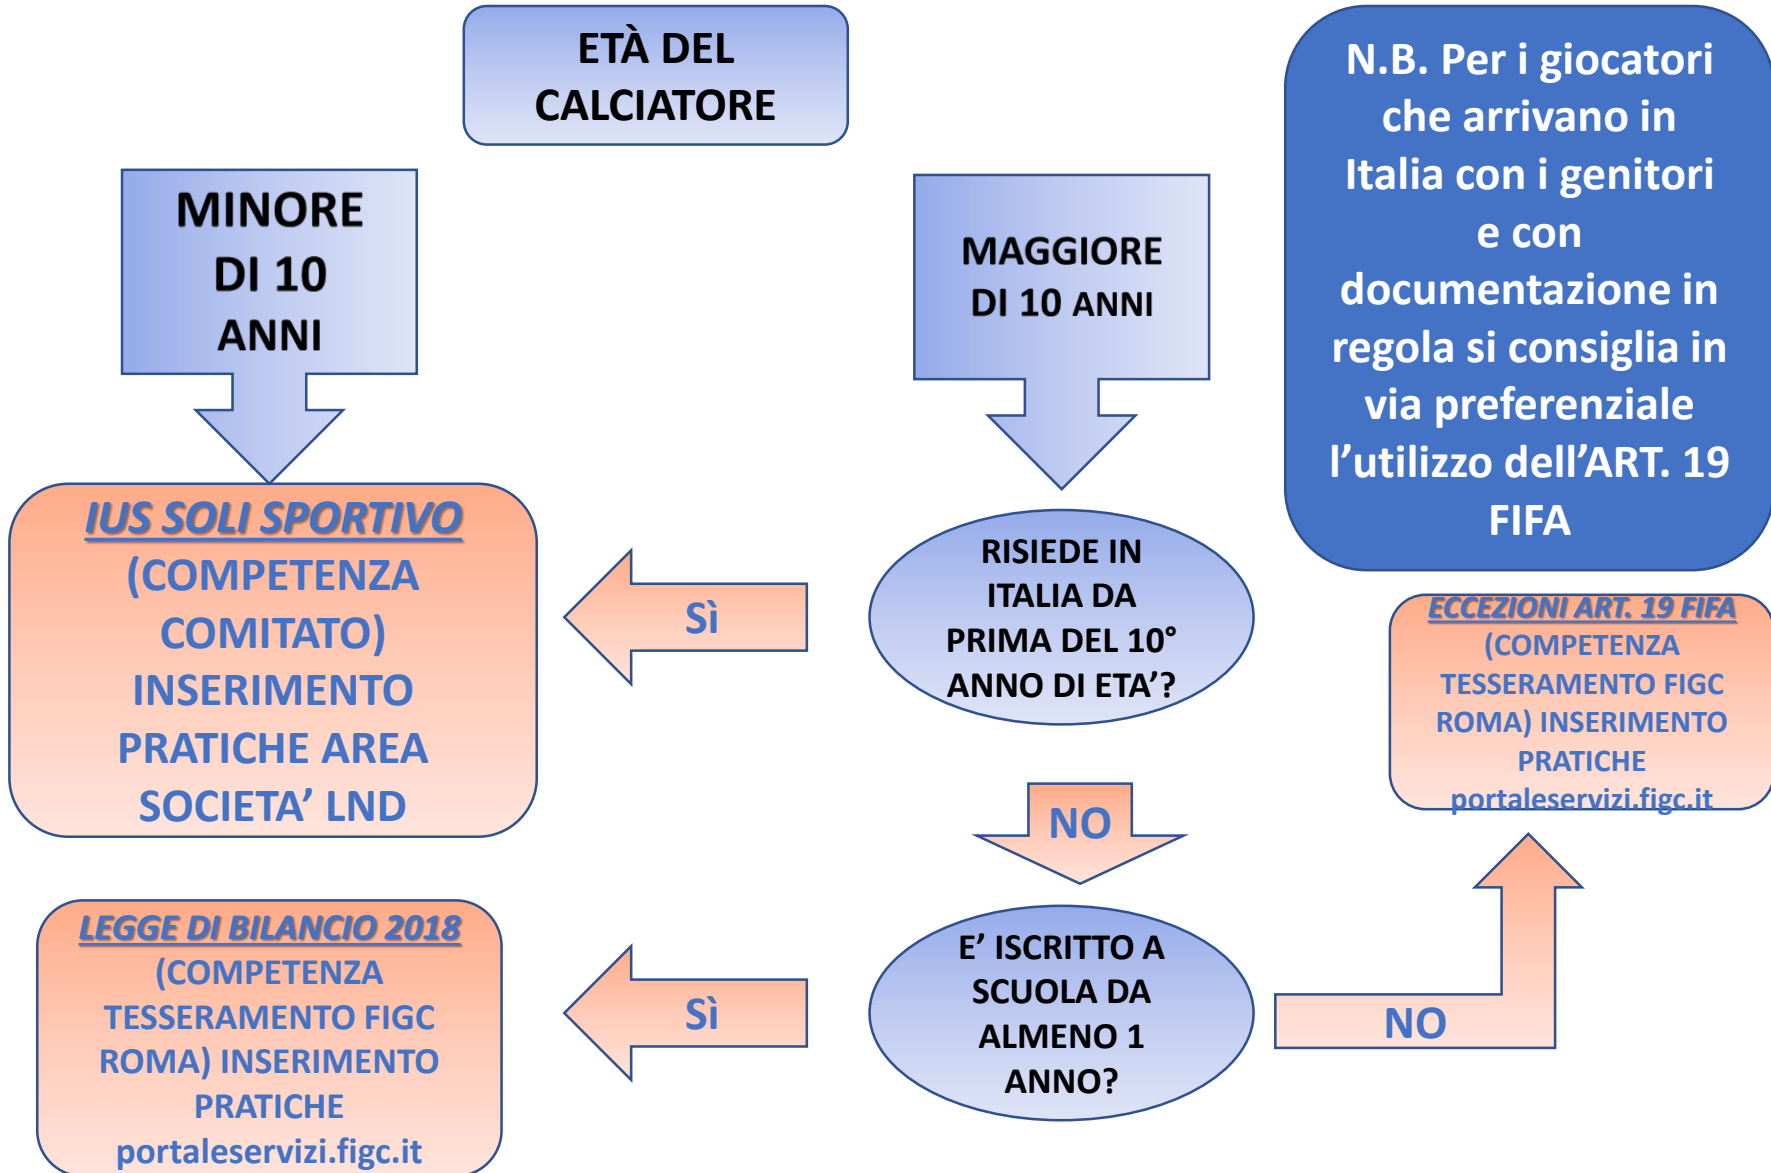 ETÀ DEL
CALCIATORE
MINORE
DI 10
ANNI
MAGGIORE
DI 10 ANNI
N.B. Per i giocatori
che arrivano in
Italia con i genitori
e con
documentazione in
regola si consiglia in
via preferenziale
l’utilizzo dell’ART. 19
FIFA
IUS SOLI SPORTIVO
(COMPETENZA
COMITATO)
INSERIMENTO
PRATICHE AREA
SOCIETA’ LND
Sì
RISIEDE IN
ITALIA DA
PRIMA DEL 10°
ANNO DI ETA’?
ECCEZIONI ART. 19 FIFA
(COMPETENZA
TESSERAMENTO FIGC
ROMA) INSERIMENTO
PRATICHE
portaleservizi.figc.it
NO
LEGGE DI BILANCIO 2018
(COMPETENZA
TESSERAMENTO FIGC
ROMA) INSERIMENTO
PRATICHE
portaleservizi.figc.it
Sì
E’ ISCRITTO A
SCUOLA DA
ALMENO 1
ANNO?
NO